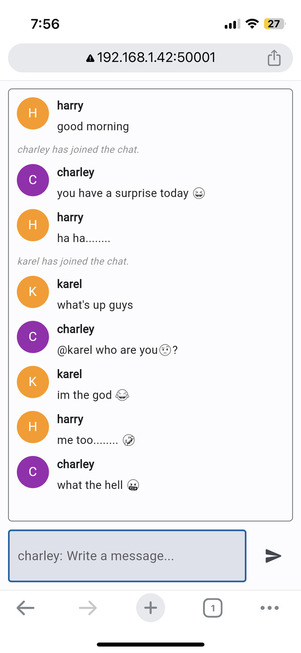 7:56
27
192.168.1.42:50001
H
harry
good morning
charley has joined the chat.
C
charley
you have a surprise today 😀
H
harry
ha ha........
karel has joined the chat.
K
karel
what's up guys
C
charley
@karel who are you🤨?
K
karel
im the god 😂
H
harry
me too........ 🤣
C
charley
what the hell 😬
charley: Write a message...
1